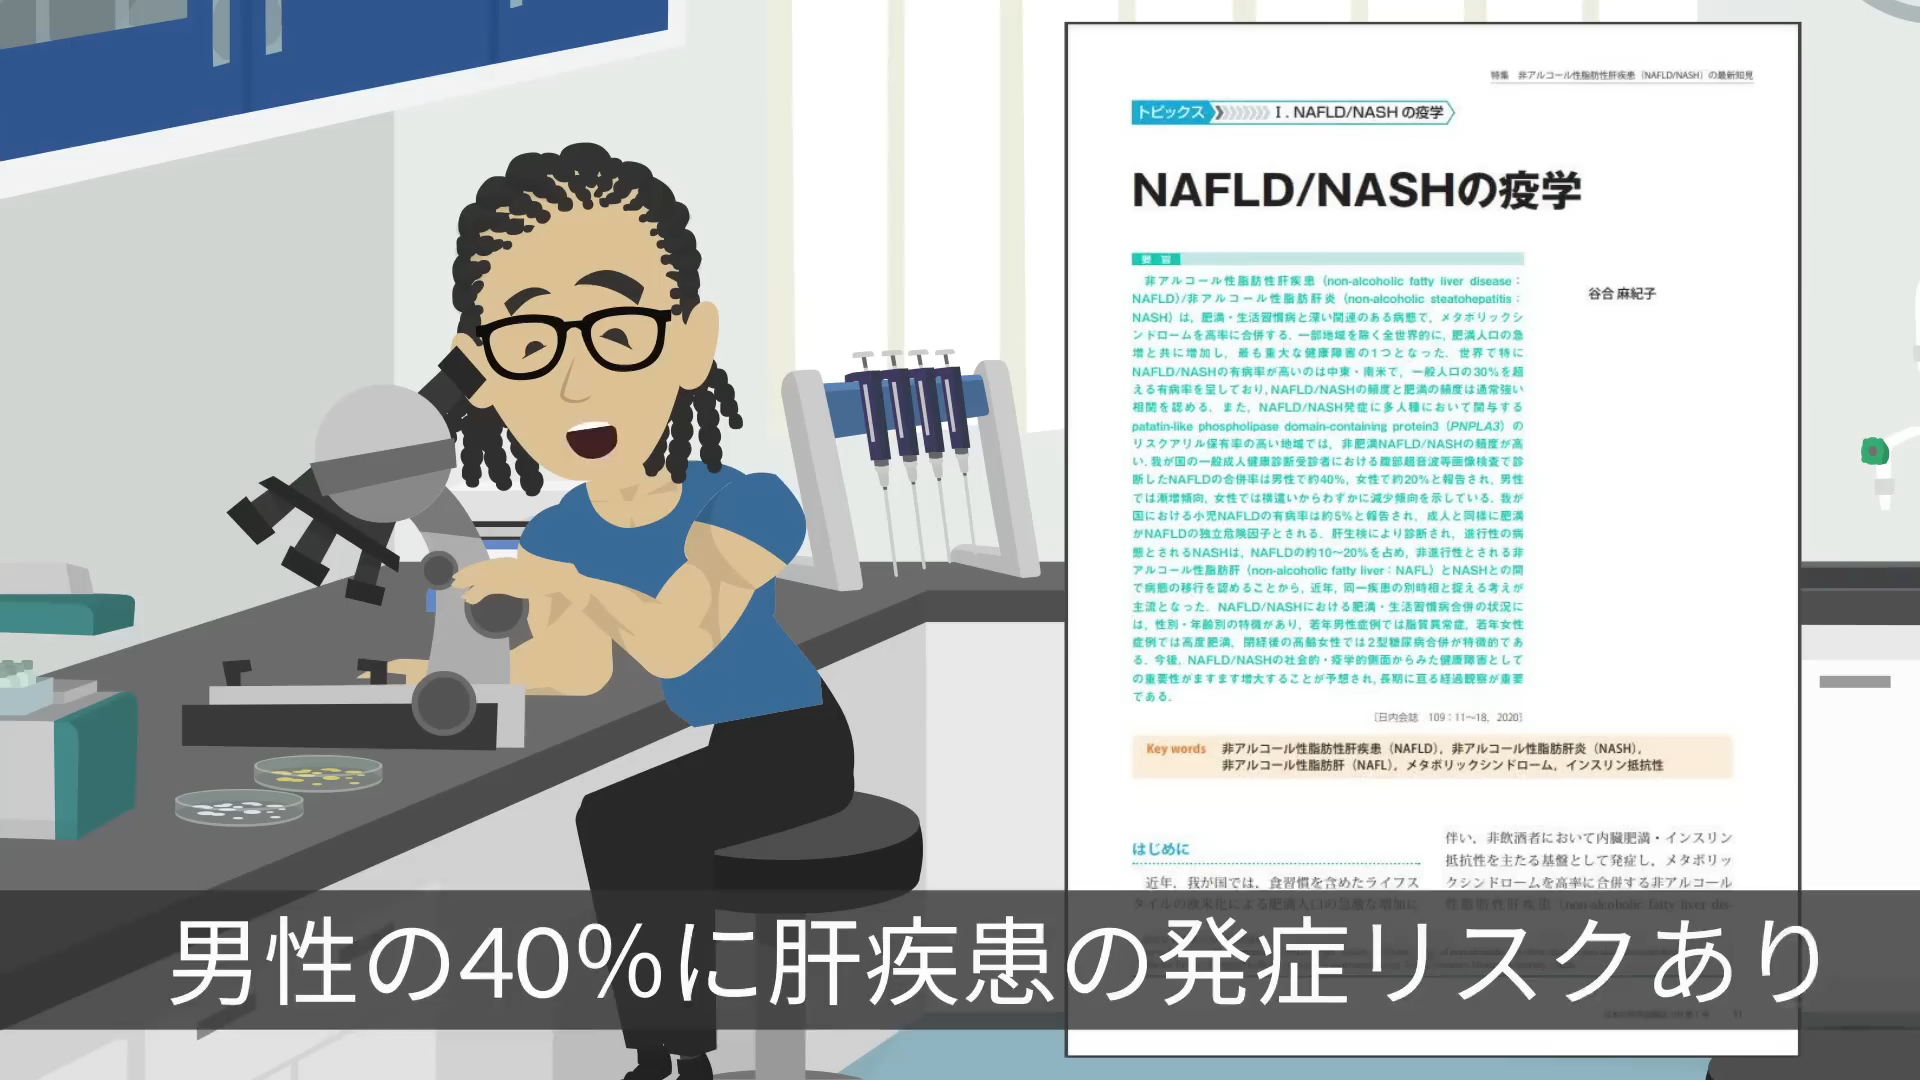 特集 非アルコール性脂肪性肝疾患（NAFLD/NASH）の最新知見
トピックス
I. NAFLD/NASH の疫学
NAFLD/NASHの疫学
要 旨
谷合 麻紀子
非アルコール性脂肪性肝疾患（non-alcoholic fatty liver disease：
NAFLD）/非アルコール性脂肪肝炎（non-alcoholic steatohepatitis：
NASH）は，肥満・生活習慣病と深い関連のある病態で，メタボリックシ
ンドロームを高率に合併する．一部地域を除く全世界的に，肥満人口の急
増と共に増加し，最も重大な健康障害の1つとなった．世界で特に
NAFLD/NASHの有病率が高いのは中東・南米で，一般人口の30%を超
える有病率を呈しており，NAFLD/NASHの頻度と肥満の頻度は通常強い
相関を認める．また，NAFLD/NASH発症に多人種において関与する
patatin-like phospholipase domain-containing protein3（PNPLA3）の
リスクアリル保有率の高い地域では，非肥満NAFLD/NASHの頻度が高
い．我が国の一般成人健康診断受診者における腹部超音波等画像検査で診
断したNAFLDの合併率は男性で約40%，女性で約20%と報告され，男性
では漸増傾向，女性では横這いからわずかに減少傾向を示している．我が
国における小児NAFLDの有病率は約5%と報告され，成人と同様に肥満
がNAFLDの独立危険因子とされる．肝生検により診断され，進行性の病
態とされるNASHは，NAFLDの約10〜20%を占め，非進行性とされる非
アルコール性脂肪肝（non-alcoholic fatty liver：NAFL）とNASHとの間
で病態の移行を認めることから，近年，同一疾患の別時相と捉える考えが
主流となった．NAFLD/NASHにおける肥満・生活習慣病合併の状況に
は，性別・年齢別の特徴があり，若年男性症例では脂質異常症，若年女性
症例では高度肥満，閉経後の高齢女性では2型糖尿病合併が特徴的であ
る．今後，NAFLD/NASHの社会的・疫学的側面からみた健康障害として
の重要性がますます増大することが予想され，長期に亘る経過観察が重要
である．
〔日内会誌 109：11〜18，2020〕
Key words 非アルコール性脂肪性肝疾患（NAFLD），非アルコール性脂肪肝炎（NASH），
非アルコール性脂肪肝（NAFL），メタボリックシンドローム，インスリン抵抗性
はじめに
近年，我が国では，食習慣を含めたライフス
タイルの欧米化による肥満人口の急激な増加に
伴い，非飲酒者において内臓肥満・インスリン
抵抗性を主たる基盤として発症し，メタボリッ
クシンドロームを高率に合併する非アルコール
性脂肪性肝疾患（non-alcoholic fatty liver dis-
男性の40%に肝疾患の発症リスクあり